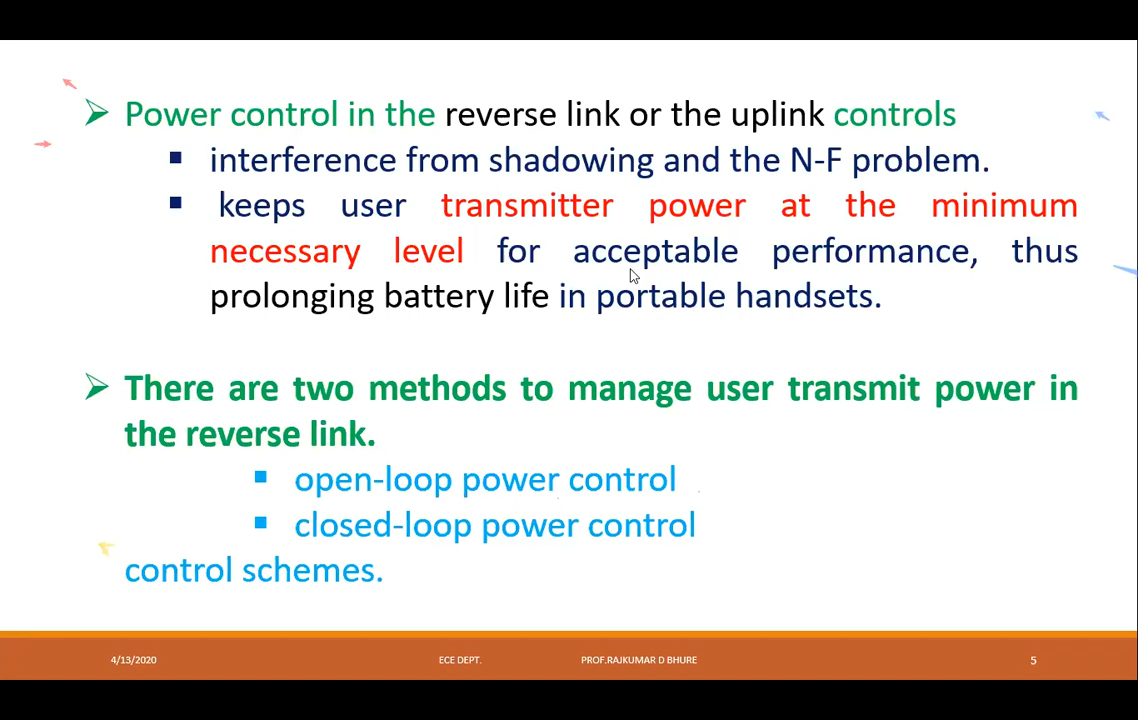 Power control in the reverse link or the uplink controls
interference from shadowing and the N-F problem.
keeps user transmitter power at the minimum
necessary level for acceptable performance, thus
prolonging battery life in portable handsets.
There are two methods to manage user transmit power in
the reverse link.
open-loop power control
closed-loop power control
control schemes.
4/13/2020 ECE DEPT. PROF.RAJKUMAR D BHURE 5